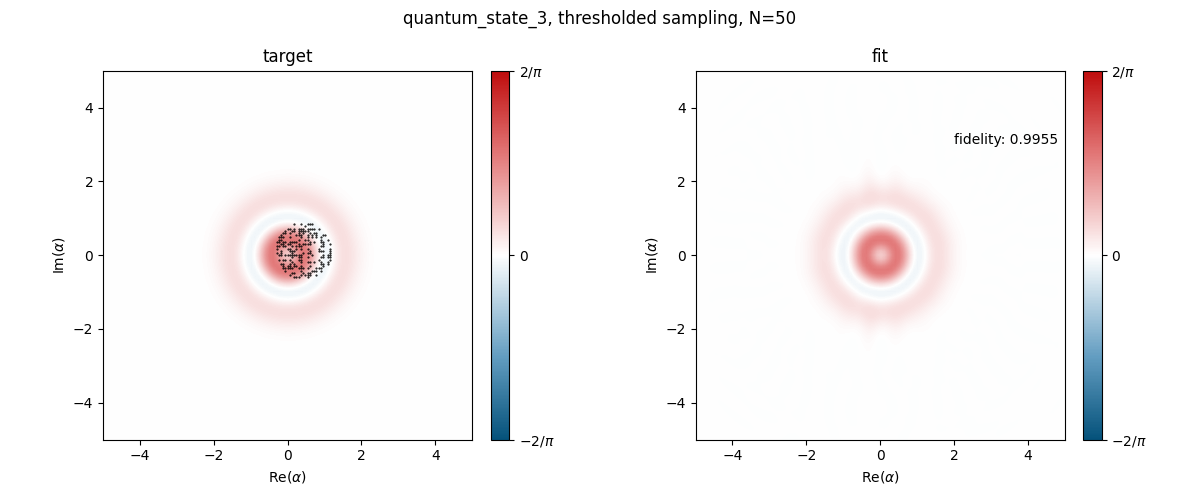 quantum_state_3, thresholded sampling, N=50
target
Im(α)
4
2
0
−2
−4
−4
−2
0
2
4
Re(α)
2/π
0
−2/π
fit
fidelity: 0.9955
Im(α)
4
2
0
−2
−4
−4
−2
0
2
4
Re(α)
2/π
0
−2/π